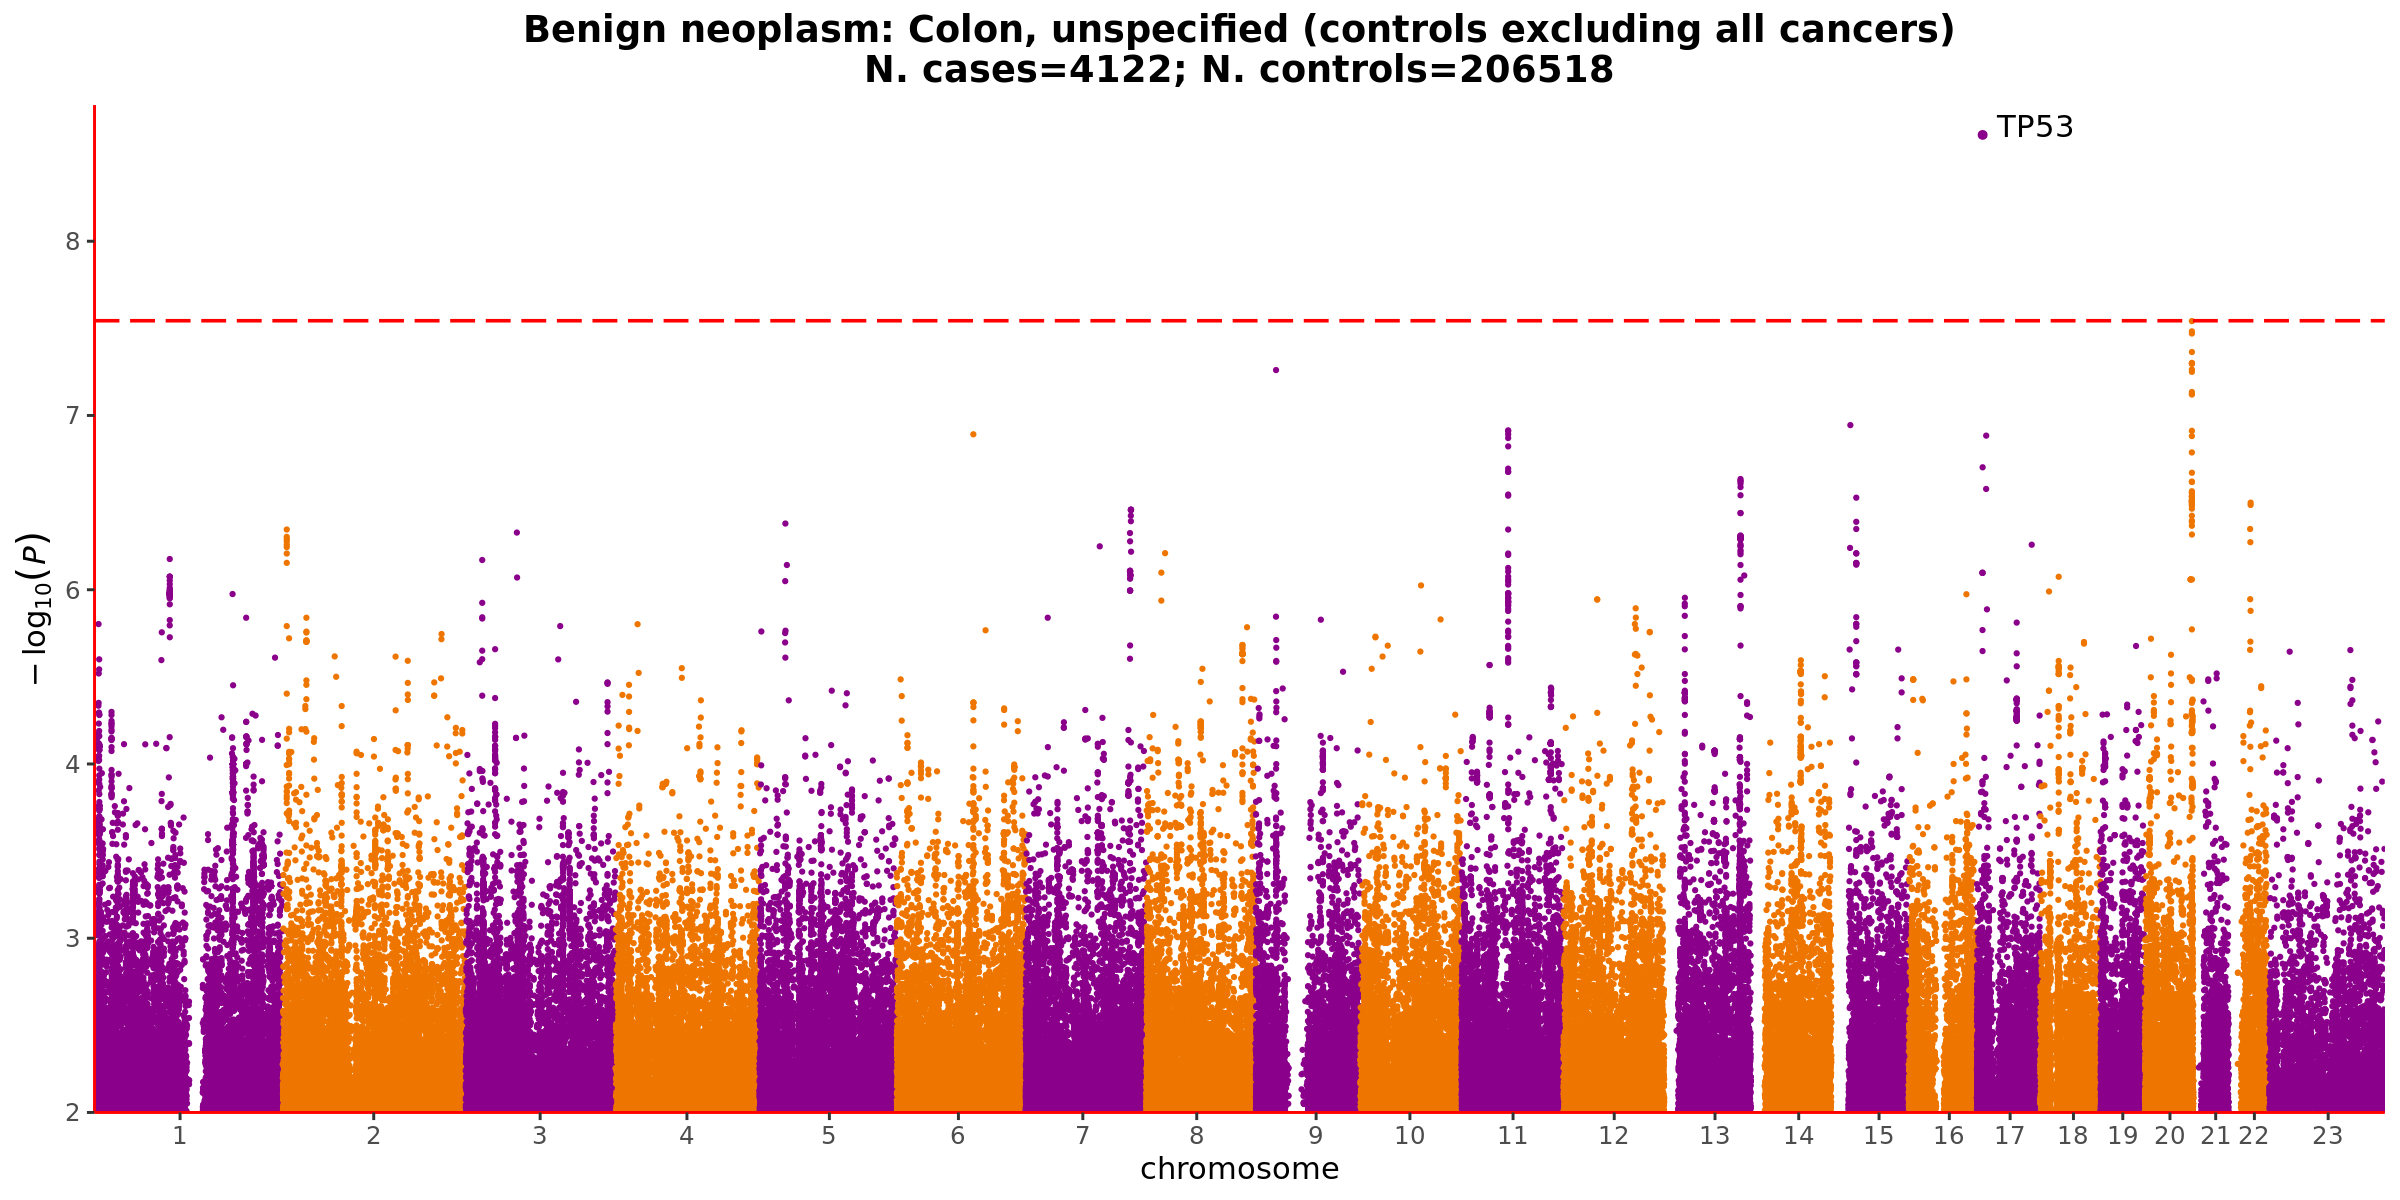 Benign neoplasm: Colon, unspecified (controls excluding all cancers)
N. cases=4122; N. controls=206518
TP53
8
7
6
4
3
2
−log10(P)
1 2 3 4 5 6 7 8 9 10 11 12 13 14 15 16 17 18 19 20 21 22 23
chromosome